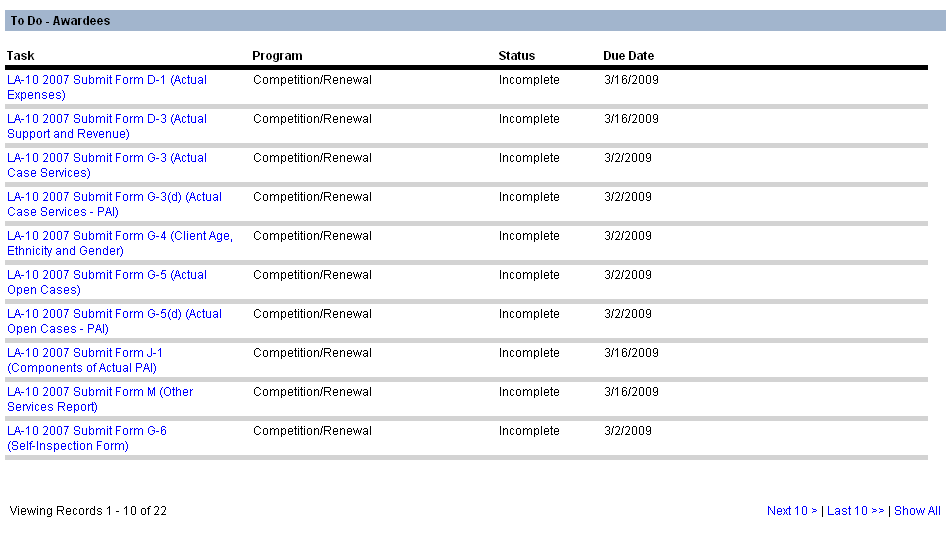 To Do - Awardees
Task Program Status Due Date
LA-10 2007 Submit Form D-1 (Actual Competition/Renewal Incomplete 3/16/2009
Expenses)
LA-10 2007 Submit Form D-3 (Actual Competition/Renewal Incomplete 3/16/2009
Support and Revenue)
LA-10 2007 Submit Form G-3 (Actual Competition/Renewal Incomplete 3/2/2009
Case Services)
LA-10 2007 Submit Form G-3(d) (Actual Competition/Renewal Incomplete 3/2/2009
Case Services - PAI)
LA-10 2007 Submit Form G-4 (Client Age, Competition/Renewal Incomplete 3/2/2009
Ethnicity and Gender)
LA-10 2007 Submit Form G-5 (Actual Competition/Renewal Incomplete 3/2/2009
Open Cases)
LA-10 2007 Submit Form G-5(d) (Actual Competition/Renewal Incomplete 3/2/2009
Open Cases - PAI)
LA-10 2007 Submit Form J-1 Competition/Renewal Incomplete 3/16/2009
(Components of Actual PAI)
LA-10 2007 Submit Form M (Other Competition/Renewal Incomplete 3/16/2009
Services Report)
LA-10 2007 Submit Form G-6 Competition/Renewal Incomplete 3/2/2009
(Self-Inspection Form)
Viewing Records 1 - 10 of 22 Next 10 > | Last 10 >> | Show All